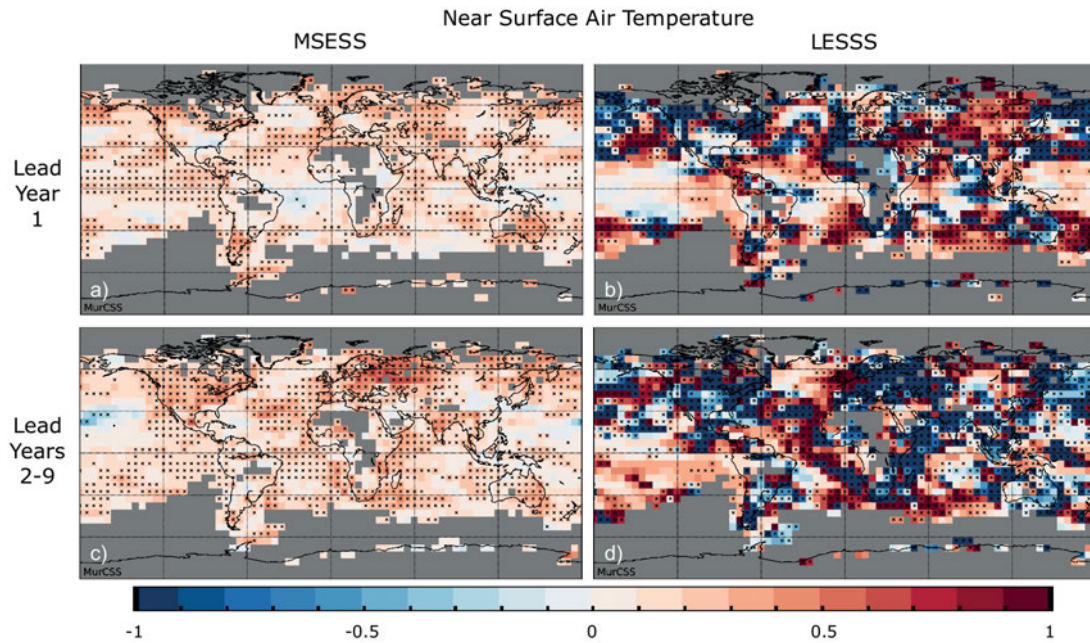 Near Surface Air Temperature
MSESS
LESSS
Lead
Year
1
a)
MurCSS
b)
MurCSS
Lead
Years
2-9
c)
MurCSS
d)
MurCSS
-1
-0.5
0
0.5
1